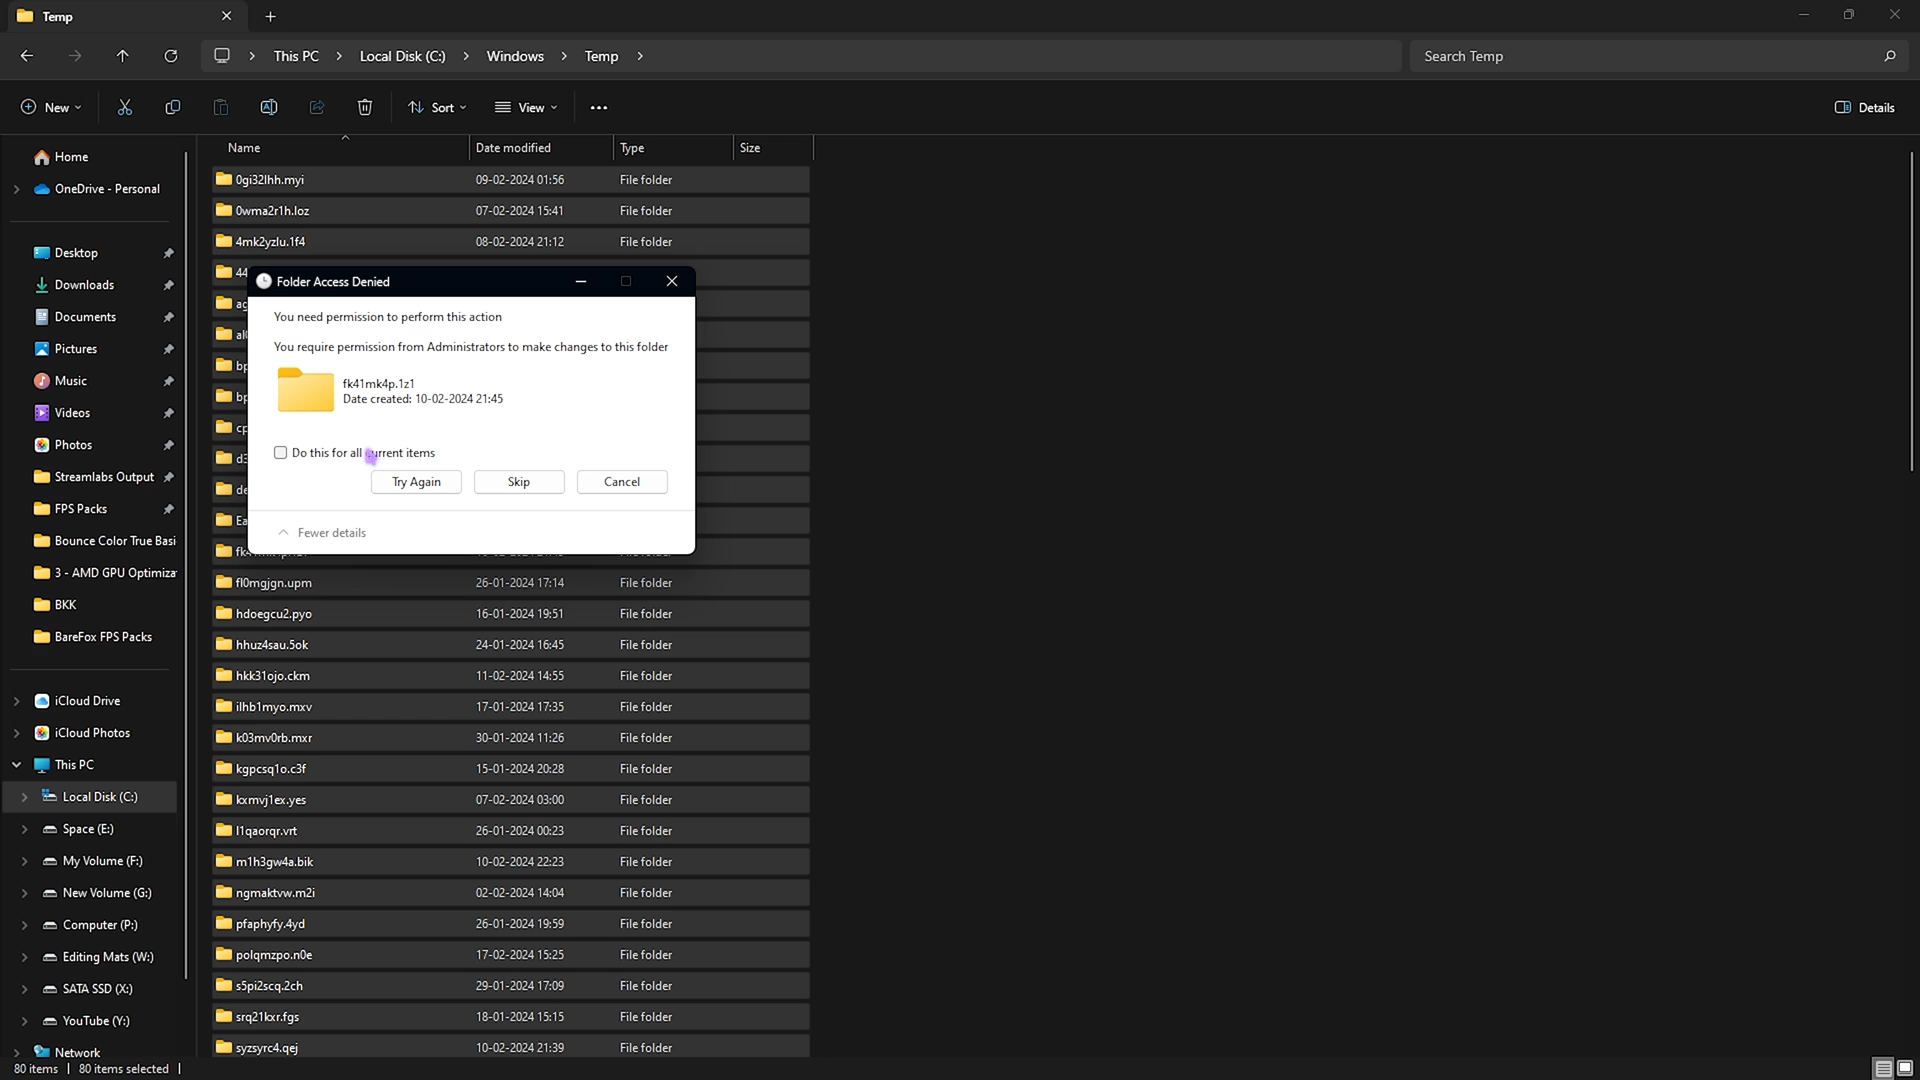 Temp
This PC
Local Disk (C:)
Windows
Temp
Search Temp
New
Sort
View
Details
Name
Date modified
Type
Size
Home
OneDrive - Personal
Desktop
Downloads
Documents
Pictures
Music
Videos
Photos
Streamlabs Output
FPS Packs
Bounce Color True Basi
3 - AMD GPU Optimiza
BKK
BareFox FPS Packs
iCloud Drive
iCloud Photos
This PC
Local Disk (C:)
Space (E:)
My Volume (F:)
New Volume (G:)
Computer (P:)
Editing Mats (W:)
SATA SSD (X:)
YouTube (Y:)
Network
0gi32lhh.myi 09-02-2024 01:56 File folder
0wma2r1h.loz 07-02-2024 15:41 File folder
4mk2yzlu.1f4 08-02-2024 21:12 File folder
44
Folder Access Denied
You need permission to perform this action
You require permission from Administrators to make changes to this folder
fk41mk4p.1z1
Date created: 10-02-2024 21:45
Do this for all current items
Try Again
Skip
Cancel
Fewer details
fl0mgjgn.upm 26-01-2024 17:14 File folder
hdoegcu2.pyo 16-01-2024 19:51 File folder
hhuz4sau.5ok 24-01-2024 16:45 File folder
hkk31ojo.ckm 11-02-2024 14:55 File folder
ilhb1myo.mxv 17-01-2024 17:35 File folder
k03mv0rb.mxr 30-01-2024 11:26 File folder
kgpcsq1o.c3f 15-01-2024 20:28 File folder
kxmvj1ex.yes 07-02-2024 03:00 File folder
l1qaorqr.vrt 26-01-2024 00:23 File folder
m1h3gw4a.bik 10-02-2024 22:23 File folder
ngmaktvw.m2i 02-02-2024 14:04 File folder
pfaphyfy.4yd 26-01-2024 19:59 File folder
polqmzpo.n0e 17-02-2024 15:25 File folder
s5pi2scq.2ch 29-01-2024 17:09 File folder
srq21kxr.fgs 18-01-2024 15:15 File folder
syzsyrc4.qej 10-02-2024 21:39 File folder
80 items
80 items selected